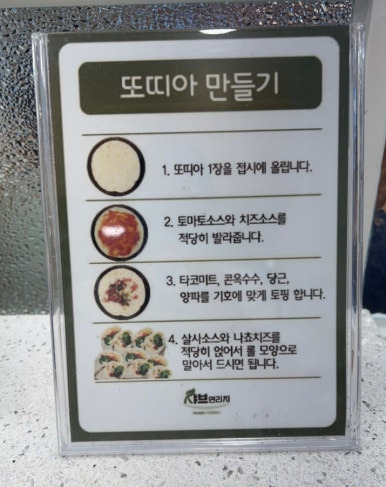 또띠아 만들기
1. 또띠아 1장을 접시에 올립니다.
2. 토마토소스와 치즈소스를
적당히 발라줍니다.
3. 타코미트, 콘옥수수, 당근,
양파를 기호에 맞게 토핑 합니다.
4. 살사소스와 나쵸치즈를
적당히 얹어서 롤 모양으로
말아서 드시면 됩니다.
샤브연리지